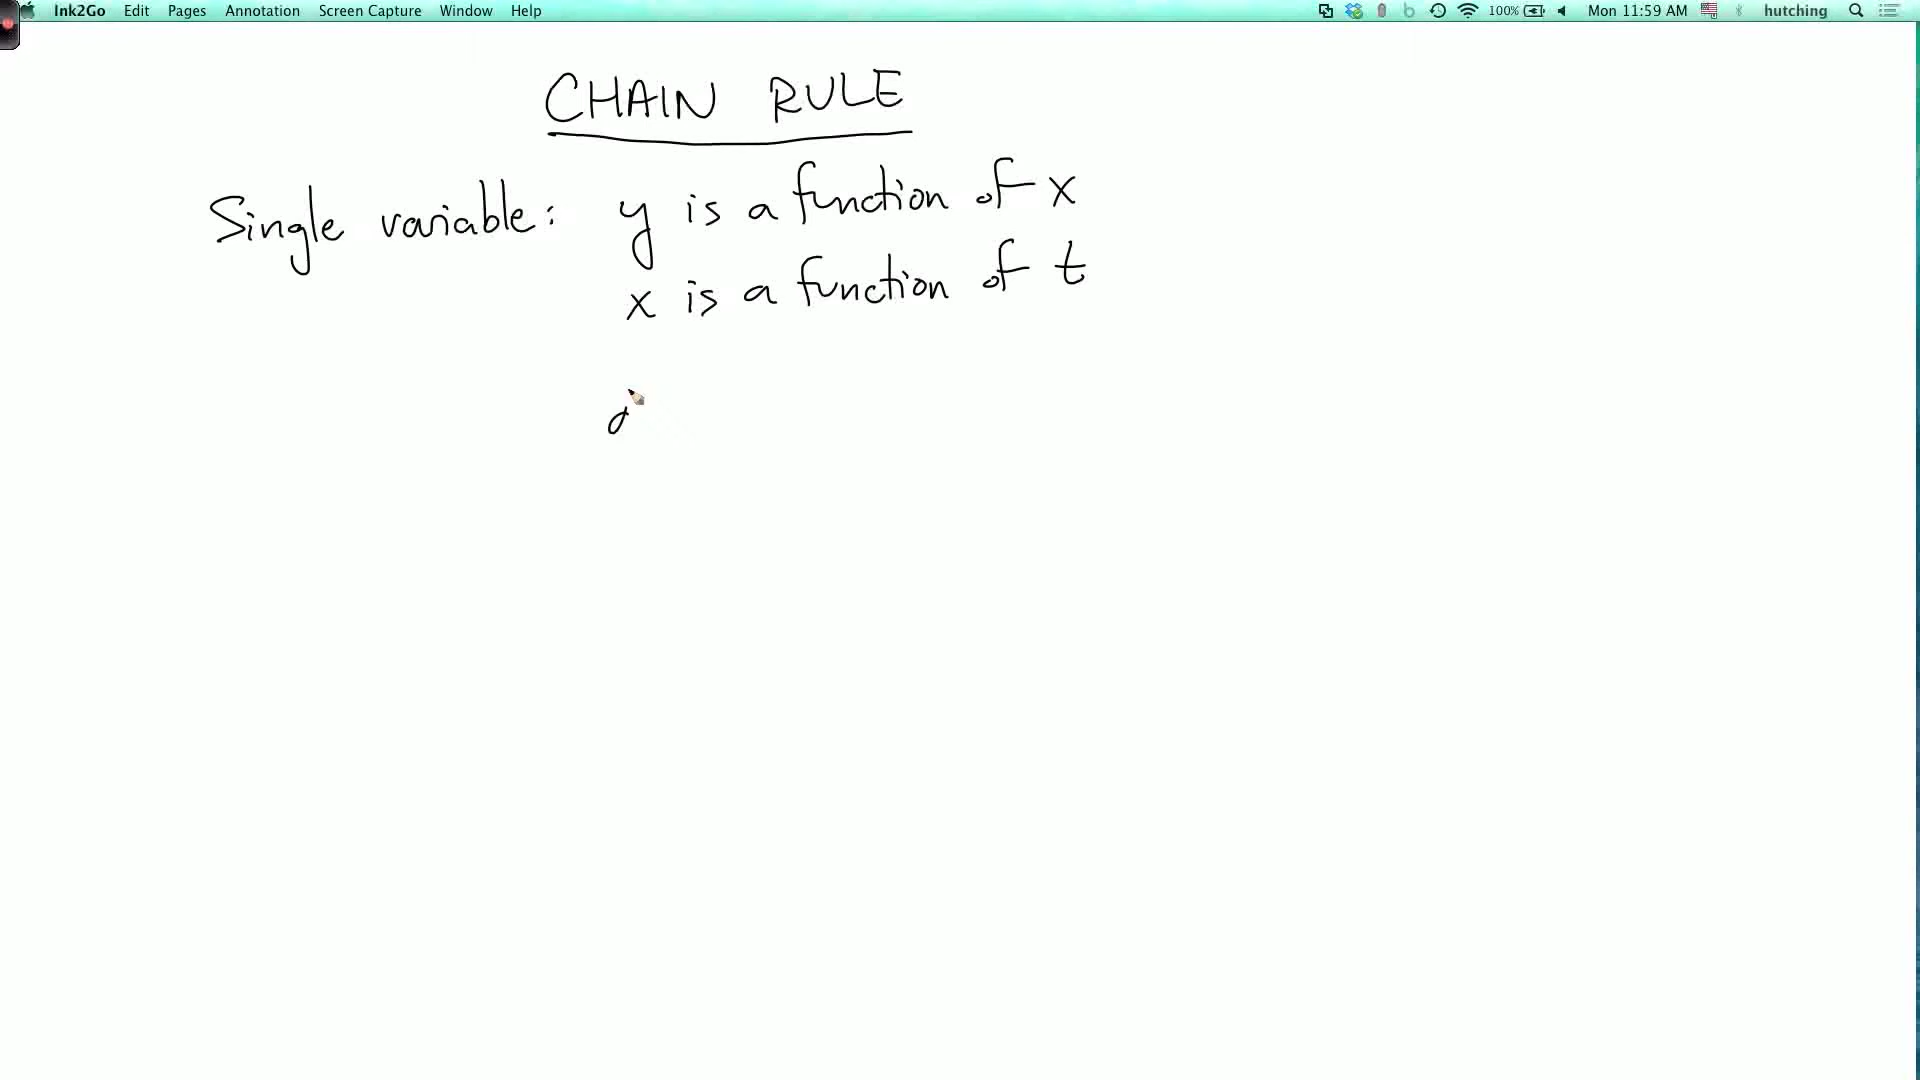 Ink2Go Edit Pages Annotation Screen Capture Window Help 100% Mon 11:59 AM hutching
CHAIN RULE
Single variable: y is a function of x
x is a function of t